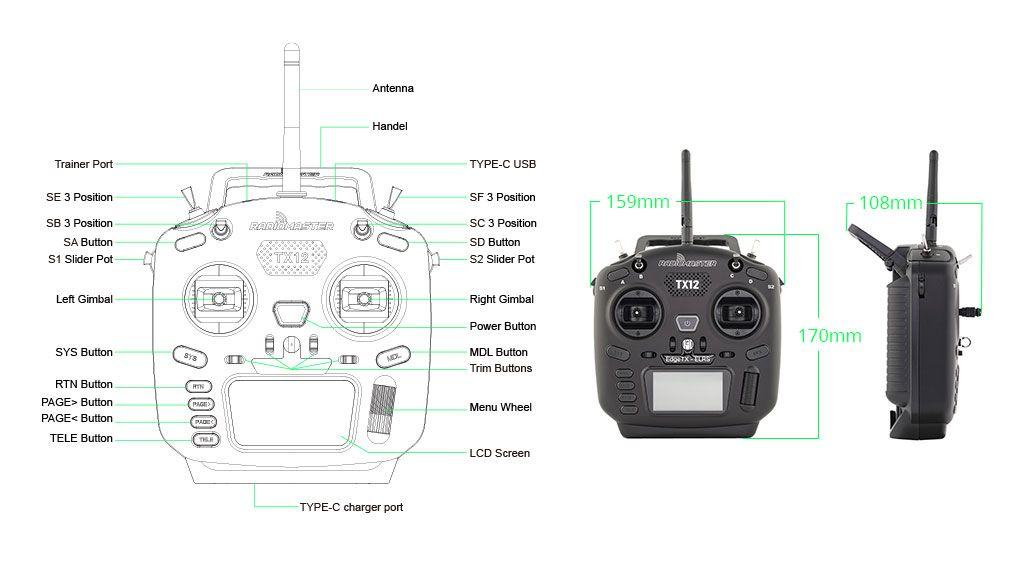 Antenna
Handel
Trainer Port
TYPE-C USB
RADIOMASTER
SE 3 Position
SF 3 Position
SB 3 Position
SC 3 Position
RADIOMASTER
SA Button
SD Button
S1 Slider Pot
S2 Slider Pot
TX12
Left Gimbal
Right Gimbal
Power Button
SYS Button
MDL Button
SYS
MDL
Trim Buttons
RTN Button
RTN
PAGE> Button
PAGE>
Menu Wheel
PAGE< Button
PAGE<
TELE Button
TELE
LCD Screen
TYPE-C charger port
159mm
RADIOMASTER
B
C
A
D
S1
S2
TX12
EdgeTX - ELRS
170mm
108mm